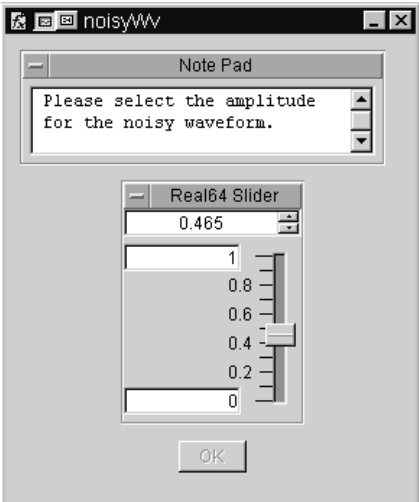 noisyWv
Note Pad
Please select the amplitude
for the noisy waveform.
Real64 Slider
0.465
1
0.8
0.6
0.4
0.2
0
OK